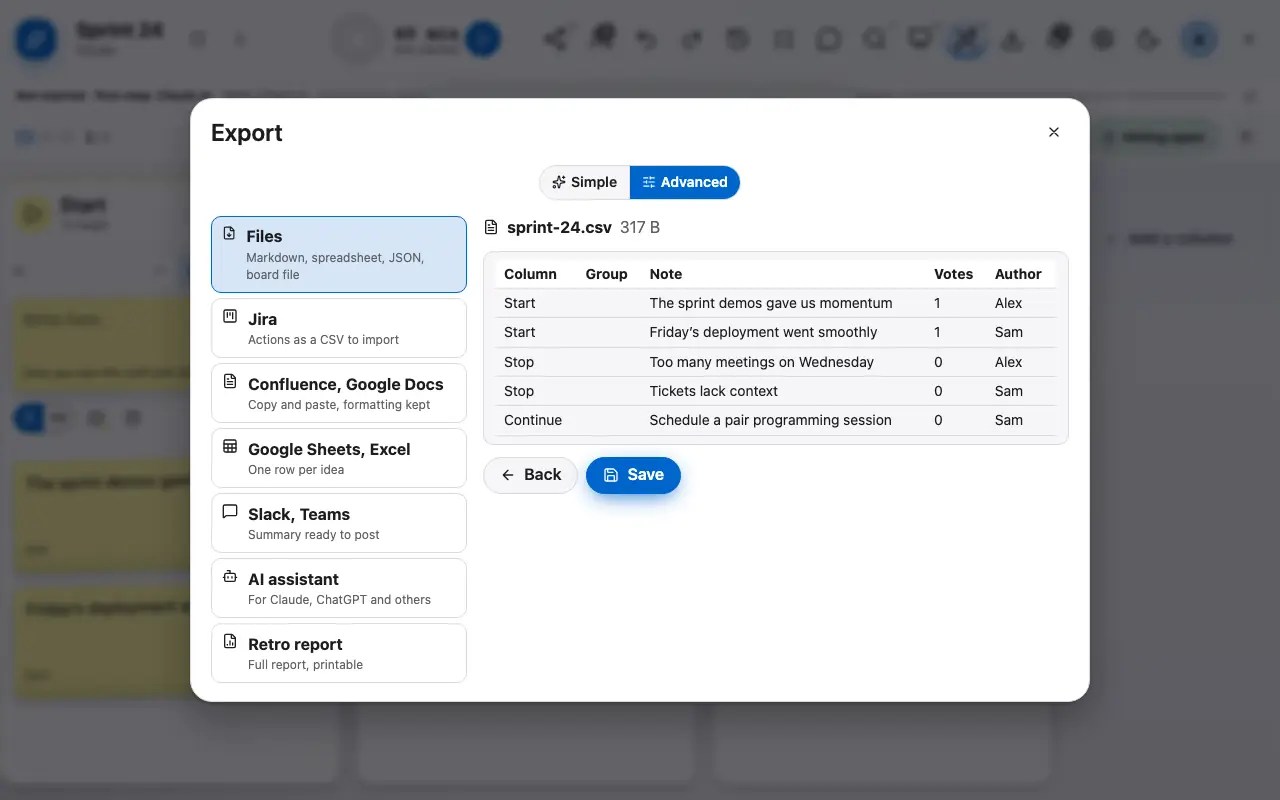 Sprint 24
Export
Simple
Advanced
Files
Markdown, spreadsheet, JSON,
board file
Jira
Actions as a CSV to import
Confluence, Google Docs
Copy and paste, formatting kept
Google Sheets, Excel
One row per idea
Slack, Teams
Summary ready to post
AI assistant
For Claude, ChatGPT and others
Retro report
Full report, printable
sprint-24.csv 317 B
Column Group Note Votes Author
Start The sprint demos gave us momentum 1 Alex
Start Friday’s deployment went smoothly 1 Sam
Stop Too many meetings on Wednesday 0 Alex
Stop Tickets lack context 0 Sam
Continue Schedule a pair programming session 0 Sam
Back
Save
Start
Add a column